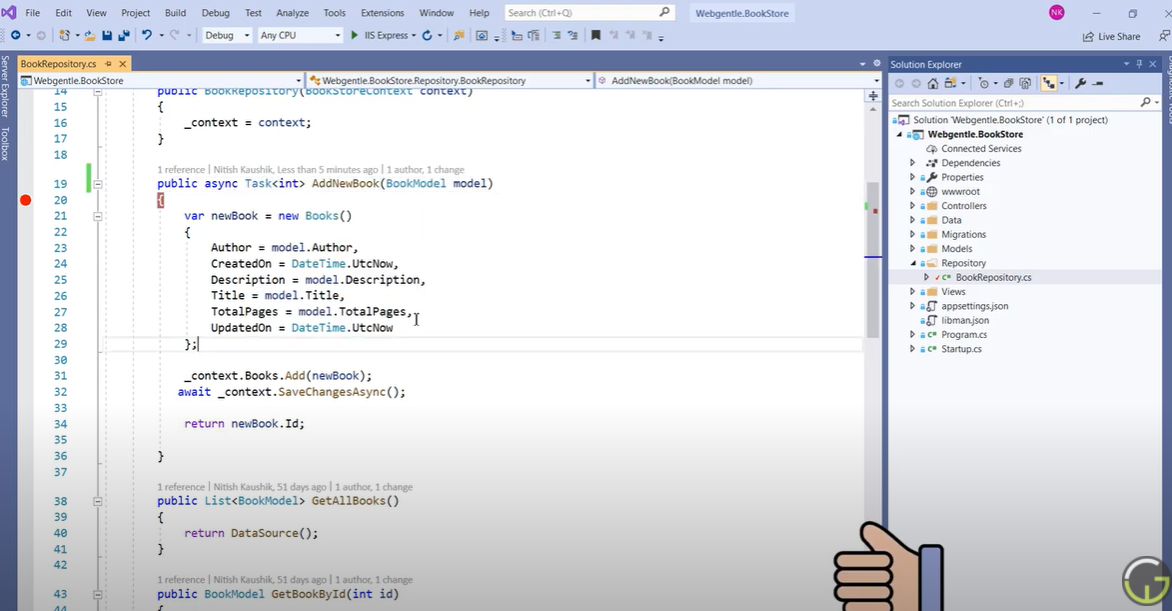 File Edit View Project Build Debug Test Analyze Tools Extensions Window Help Search (Ctrl+Q) Webgentle.BookStore NK
Debug Any CPU IIS Express Live Share
Server Explorer
Toolbox
BookRepository.cs
Webgentle.BookStore Webgentle.BookStore.Repository.BookRepository AddNewBook(BookModel model)
14 public BookRepository(BookStoreContext context)
15 {
16 _context = context;
17 }
18
1 reference | Nitish Kaushik, Less than 5 minutes ago | 1 author, 1 change
19 public async Task<int> AddNewBook(BookModel model)
20 {
21 var newBook = new Books()
22 {
23 Author = model.Author,
24 CreatedOn = DateTime.UtcNow,
25 Description = model.Description,
26 Title = model.Title,
27 TotalPages = model.TotalPages,
28 UpdatedOn = DateTime.UtcNow
29 };
30
31 _context.Books.Add(newBook);
32 await _context.SaveChangesAsync();
33
34 return newBook.Id;
35
36 }
37
1 reference | Nitish Kaushik, 51 days ago | 1 author, 1 change
38 public List<BookModel> GetAllBooks()
39 {
40 return DataSource();
41 }
42
1 reference | Nitish Kaushik, 51 days ago | 1 author, 1 change
43 public BookModel GetBookById(int id)
44 {
Solution Explorer
Search Solution Explorer (Ctrl+;)
Solution 'Webgentle.BookStore' (1 of 1 project)
Webgentle.BookStore
Connected Services
Dependencies
Properties
wwwroot
Controllers
Data
Migrations
Models
Repository
C# BookRepository.cs
Views
appsettings.json
libman.json
C# Program.cs
C# Startup.cs